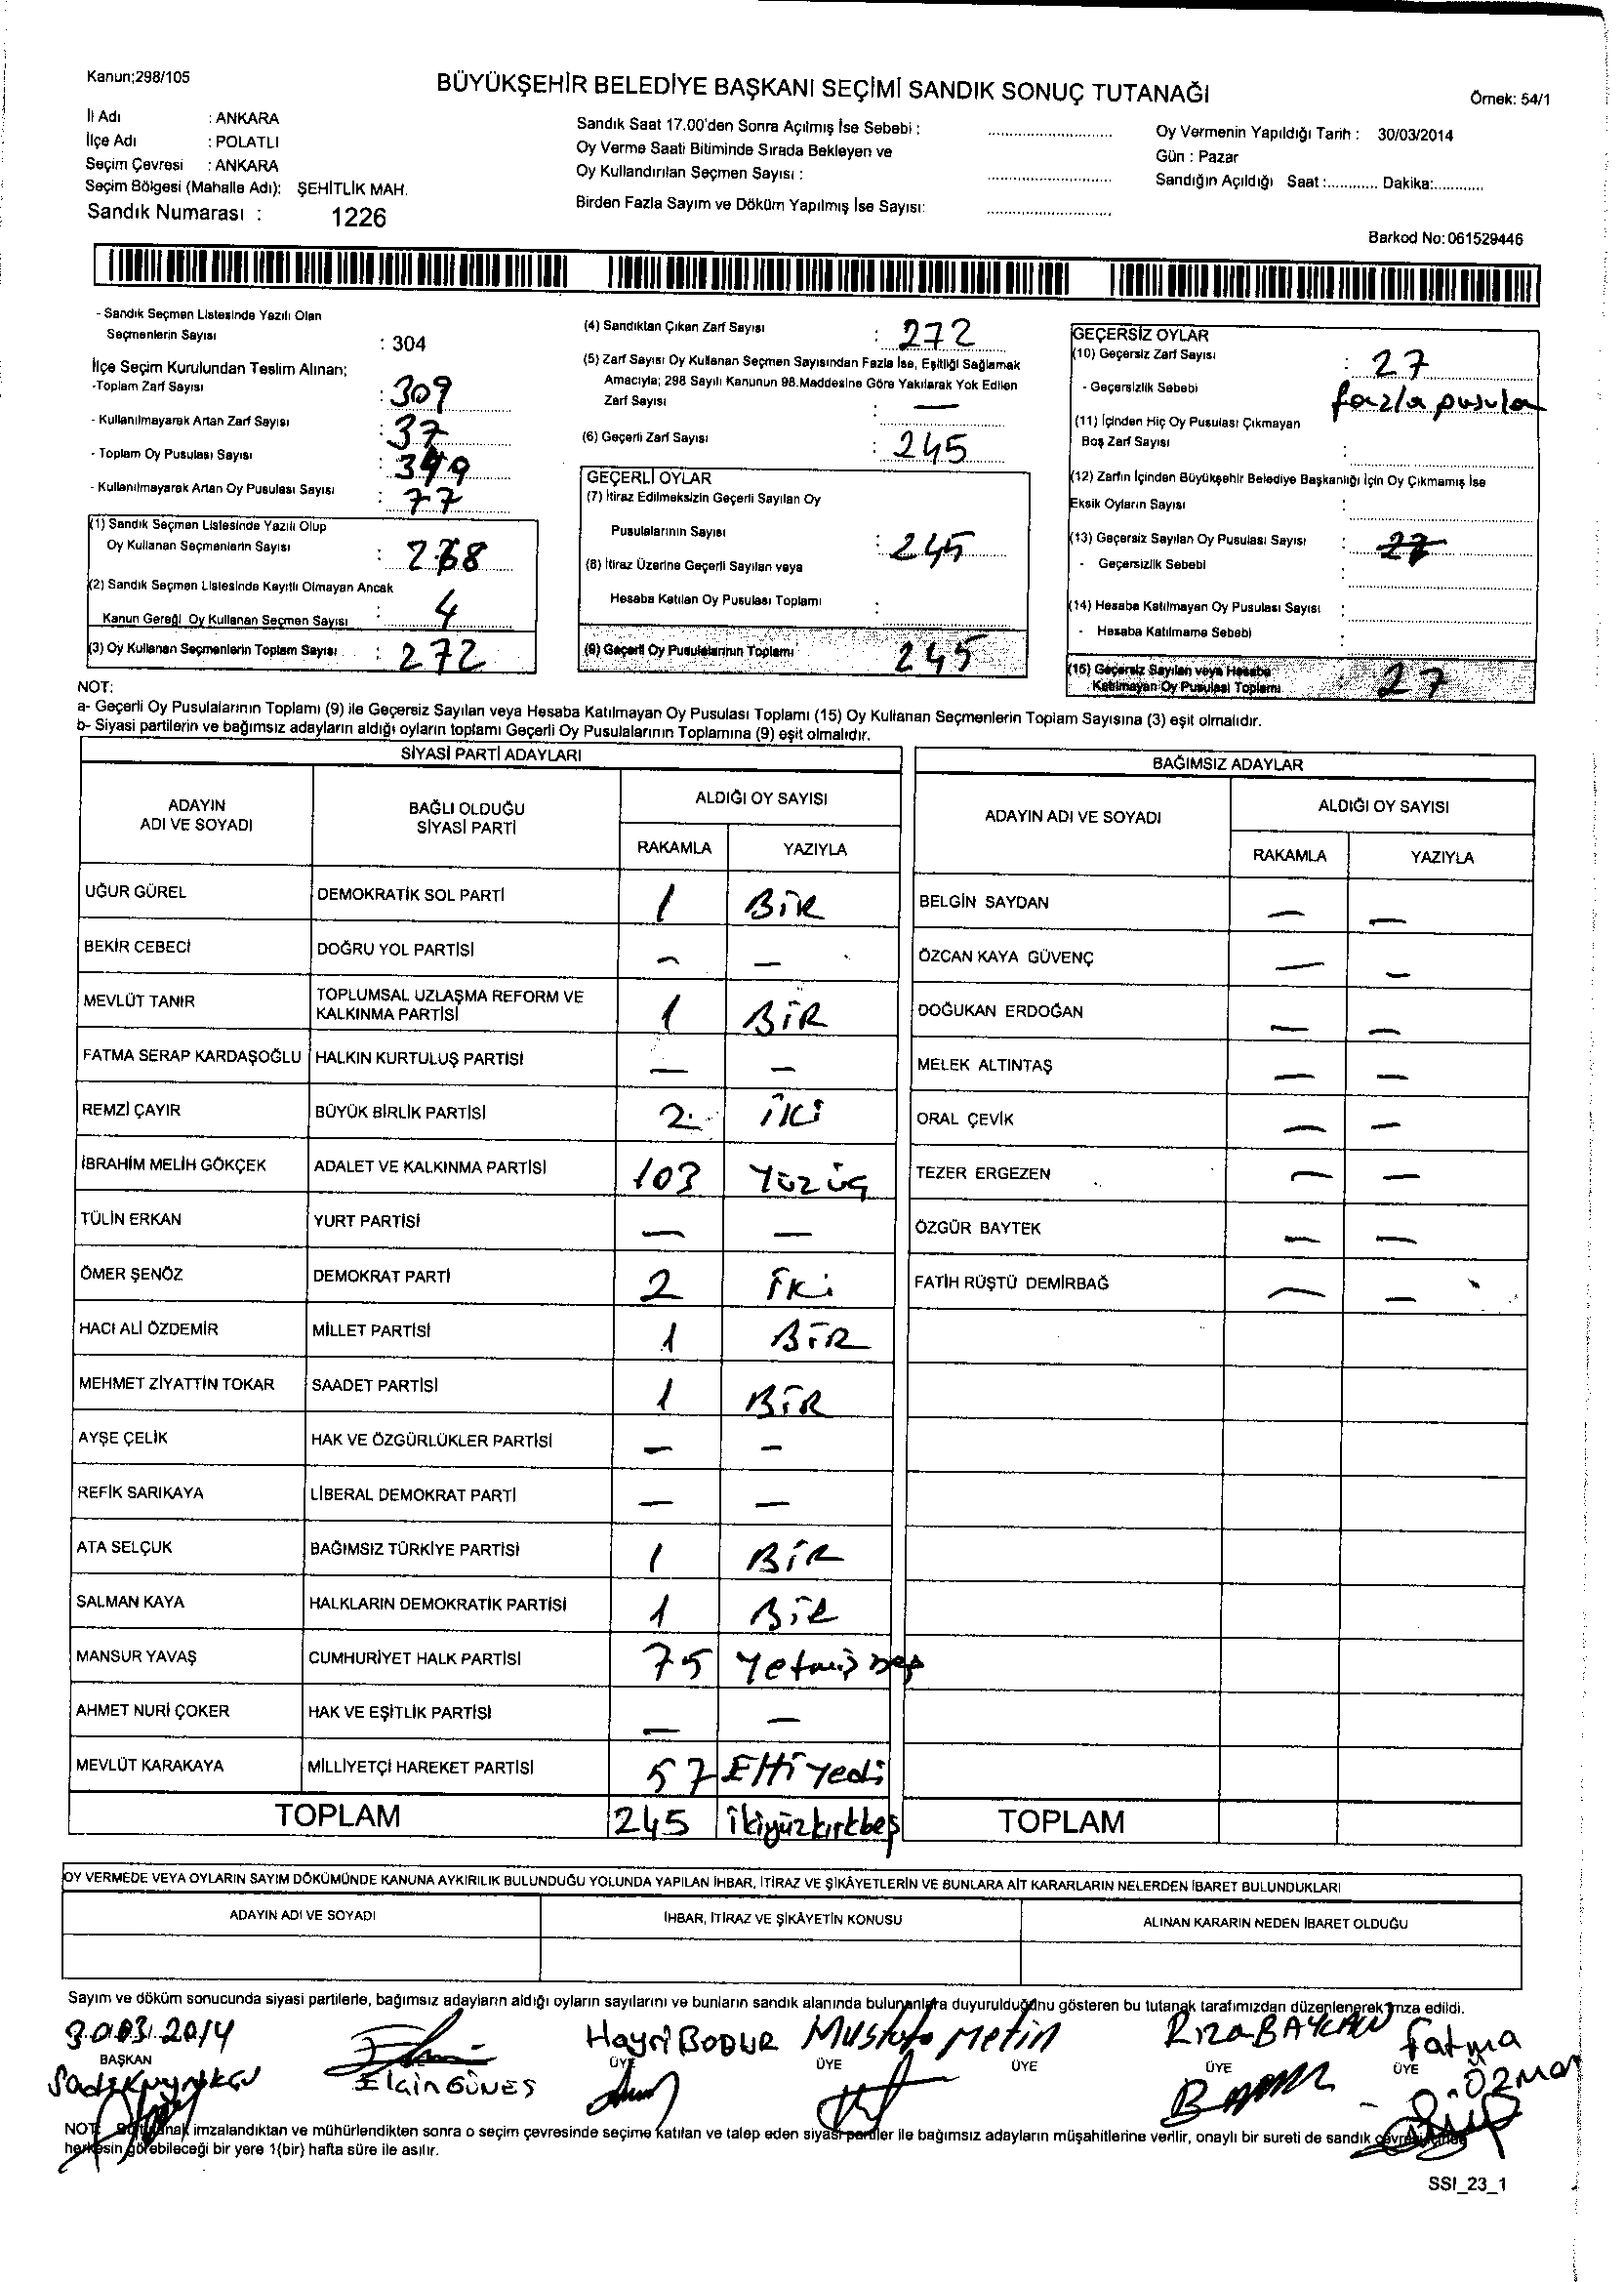 Kanun;298/105
BÜYÜKŞEHİR BELEDİYE BAŞKANI SEÇİMİ SANDIK SONUÇ TUTANAĞI
Örnek: 54/1
İl Adı : ANKARA
İlçe Adı : POLATLI
Seçim Çevresi : ANKARA
Seçim Bölgesi (Mahalle Adı): ŞEHİTLİK MAH.
Sandık Numarası : 1226
Sandık Saat 17.00'den Sonra Açılmış İse Sebebi :
Oy Verme Saati Bitiminde Sırada Bekleyen ve
Oy Kullandırılan Seçmen Sayısı :
Birden Fazla Sayım ve Döküm Yapılmış İse Sayısı:
Oy Vermenin Yapıldığı Tarih : 30/03/2014
Gün : Pazar
Sandığın Açıldığı Saat :............ Dakika:............
Barkod No:061529446
- Sandık Seçmen Listesinde Yazılı Olan
Seçmenlerin Sayısı : 304
İlçe Seçim Kurulundan Teslim Alınan;
-Toplam Zarf Sayısı : 309
- Kullanılmayarak Artan Zarf Sayısı : 37
- Toplam Oy Pusulası Sayısı : 349
- Kullanılmayarak Artan Oy Pusulası Sayısı : 77
(1) Sandık Seçmen Listesinde Yazılı Olup
Oy Kullanan Seçmenlerin Sayısı : 268
(2) Sandık Seçmen Listesinde Kayıtlı Olmayan Ancak
Kanun Gereği Oy Kullanan Seçmen Sayısı : 4
(3) Oy Kullanan Seçmenlerin Toplam Sayısı : 272
(4) Sandıktan Çıkan Zarf Sayısı : 272
(5) Zarf Sayısı Oy Kullanan Seçmen Sayısından Fazla İse, Eşitliği Sağlamak
Amacıyla; 298 Sayılı Kanunun 98.Maddesine Göre Yakılarak Yok Edilen
Zarf Sayısı : —
(6) Geçerli Zarf Sayısı : 245
GEÇERLİ OYLAR
(7) İtiraz Edilmeksizin Geçerli Sayılan Oy
Pusulalarının Sayısı : 245
(8) İtiraz Üzerine Geçerli Sayılan veya
Hesaba Katılan Oy Pusulası Toplamı :
(9) Geçerli Oy Pusulalarının Toplamı 245
GEÇERSİZ OYLAR
(10) Geçersiz Zarf Sayısı : 27
- Geçersizlik Sebebi fazla pusula
(11) İçinden Hiç Oy Pusulası Çıkmayan
Boş Zarf Sayısı :
(12) Zarfın İçinden Büyükşehir Belediye Başkanlığı İçin Oy Çıkmamış İse
Eksik Oyların Sayısı :
(13) Geçersiz Sayılan Oy Pusulası Sayısı : 27
- Geçersizlik Sebebi :
(14) Hesaba Katılmayan Oy Pusulası Sayısı :
- Hesaba Katılmama Sebebi :
(15) Geçersiz Sayılan veya Hesaba
Katılmayan Oy Pusulası Toplamı 27
NOT:
a- Geçerli Oy Pusulalarının Toplamı (9) ile Geçersiz Sayılan veya Hesaba Katılmayan Oy Pusulası Toplamı (15) Oy Kullanan Seçmenlerin Toplam Sayısına (3) eşit olmalıdır.
b- Siyasi partilerin ve bağımsız adayların aldığı oyların toplamı Geçerli Oy Pusulalarının Toplamına (9) eşit olmalıdır.
SİYASİ PARTİ ADAYLARI
ADAYIN ADI VE SOYADI BAĞLI OLDUĞU SİYASİ PARTİ ALDIĞI OY SAYISI
RAKAMLA YAZIYLA
UĞUR GÜREL DEMOKRATİK SOL PARTİ 1 BİR
BEKİR CEBECİ DOĞRU YOL PARTİSİ — —
MEVLÜT TANIR TOPLUMSAL UZLAŞMA REFORM VE KALKINMA PARTİSİ 1 BİR
FATMA SERAP KARDAŞOĞLU HALKIN KURTULUŞ PARTİSİ — —
REMZİ ÇAYIR BÜYÜK BİRLİK PARTİSİ 2 İKİ
İBRAHİM MELİH GÖKÇEK ADALET VE KALKINMA PARTİSİ 103 Yüzüç
TÜLİN ERKAN YURT PARTİSİ — —
ÖMER ŞENÖZ DEMOKRAT PARTİ 2 İKi
HACI ALİ ÖZDEMİR MİLLET PARTİSİ 1 BİR
MEHMET ZİYATTİN TOKAR SAADET PARTİSİ 1 BİR
AYŞE ÇELİK HAK VE ÖZGÜRLÜKLER PARTİSİ — —
REFİK SARIKAYA LİBERAL DEMOKRAT PARTİ — —
ATA SELÇUK BAĞIMSIZ TÜRKİYE PARTİSİ 1 BİR
SALMAN KAYA HALKLARIN DEMOKRATİK PARTİSİ 1 BİR
MANSUR YAVAŞ CUMHURİYET HALK PARTİSİ 75 Yetmiş beş
AHMET NURİ ÇOKER HAK VE EŞİTLİK PARTİSİ — —
MEVLÜT KARAKAYA MİLLİYETÇİ HAREKET PARTİSİ 57 Elli Yedi
TOPLAM 245 İkiyüzkırkbeş
BAĞIMSIZ ADAYLAR
ADAYIN ADI VE SOYADI ALDIĞI OY SAYISI
RAKAMLA YAZIYLA
BELGİN SAYDAN — —
ÖZCAN KAYA GÜVENÇ — —
DOĞUKAN ERDOĞAN — —
MELEK ALTINTAŞ — —
ORAL ÇEVİK — —
TEZER ERGEZEN — —
ÖZGÜR BAYTEK — —
FATİH RÜŞTÜ DEMİRBAĞ — —
TOPLAM
OY VERMEDE VEYA OYLARIN SAYIM DÖKÜMÜNDE KANUNA AYKIRILIK BULUNDUĞU YOLUNDA YAPILAN İHBAR, İTİRAZ VE ŞİKÂYETLERİN VE BUNLARA AİT KARARLARIN NELERDEN İBARET BULUNDUKLARI
ADAYIN ADI VE SOYADI İHBAR, İTİRAZ VE ŞİKÂYETİN KONUSU ALINAN KARARIN NEDEN İBARET OLDUĞU
Sayım ve döküm sonucunda siyasi partilerle, bağımsız adayların aldığı oyların sayılarını ve bunların sandık alanında bulunanlara duyurulduğunu gösteren bu tutanak tarafımızdan düzenlenerek imza edildi.
30.03.2014 Hayri BODUR Mustafa Metin Rıza BAYCAN Fatma
BAŞKAN ÜYE ÜYE ÜYE ÜYE ÜYE
Elgin GÜNEŞ ÖZMAN
NOT: Bu tutanak imzalandıktan ve mühürlendikten sonra o seçim çevresinde seçime katılan ve talep eden siyasi partiler ile bağımsız adayların müşahitlerine verilir, onaylı bir sureti de sandık çevresinde
herkesin görebileceği bir yere 1(bir) hafta süre ile asılır.
SSI_23_1